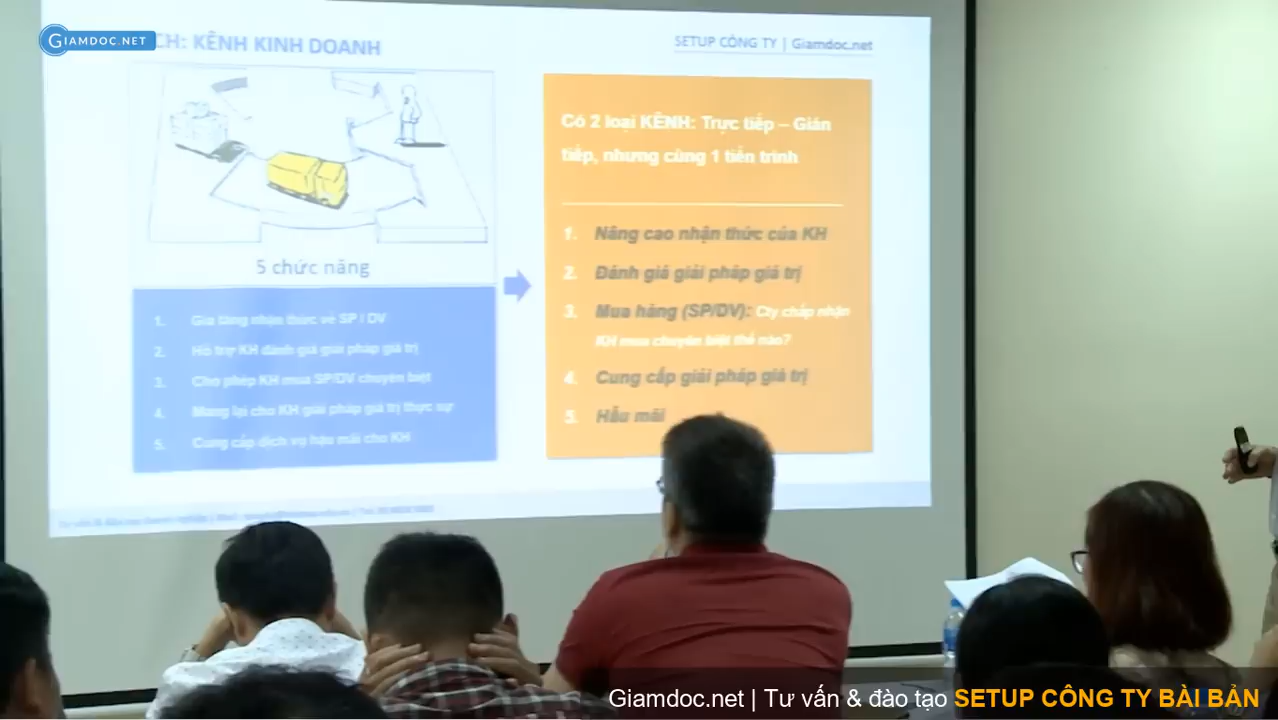 GIAMDOC.NET
CH: KÊNH KINH DOANH
SETUP CÔNG TY | Giamdoc.net
Có 2 loại KÊNH: Trực tiếp – Gián
tiếp, nhưng cùng 1 tiến trình
1. Nâng cao nhận thức của KH
2. Đánh giá giải pháp giá trị
3. Mua hàng (SP/DV): Cty chấp nhận
KH mua chuyên biệt thế nào?
4. Cung cấp giải pháp giá trị
5. Hậu mãi
5 chức năng
1. Gia tăng nhận thức về SP / DV
2. Hỗ trợ KH đánh giá giải pháp giá trị
3. Cho phép KH mua SP/DV chuyên biệt
4. Mang lại cho KH giải pháp giá trị thực sự
5. Cung cấp dịch vụ hậu mãi cho KH
Giamdoc.net | Tư vấn & đào tạo SETUP CÔNG TY BÀI BẢN